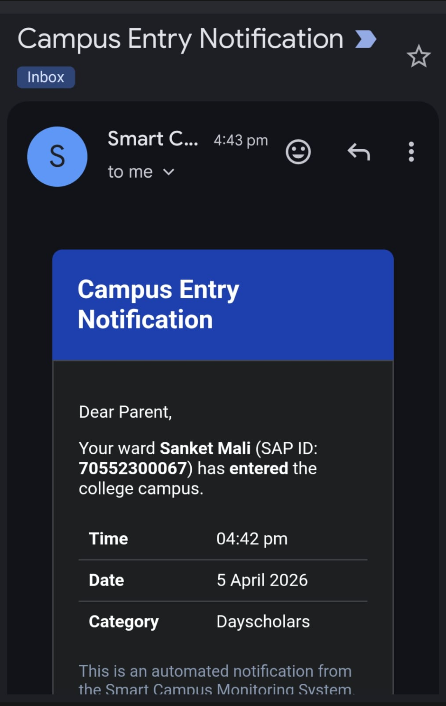 Campus Entry Notification
Inbox
S
Smart C... 4:43 pm
to me
Campus Entry
Notification
Dear Parent,
Your ward Sanket Mali (SAP ID:
70552300067) has entered the
college campus.
Time 04:42 pm
Date 5 April 2026
Category Dayscholars
This is an automated notification from
the Smart Campus Monitoring System.